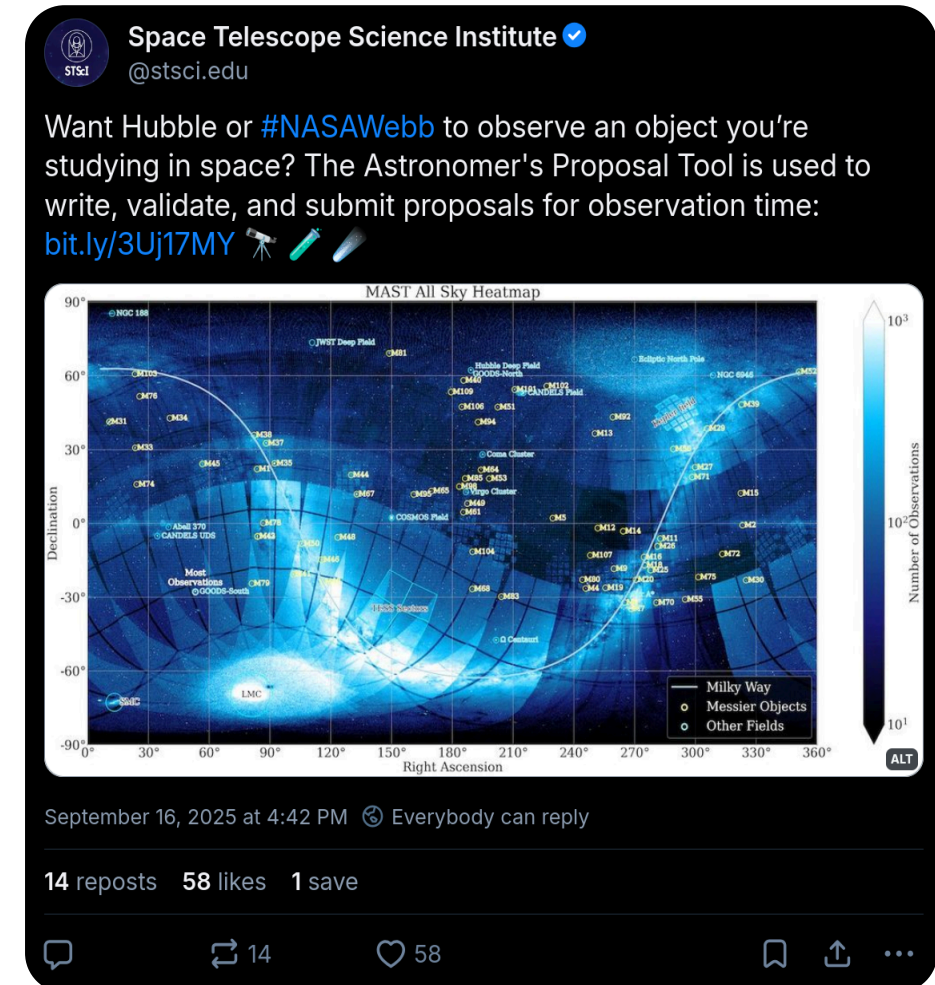 STScI
Space Telescope Science Institute
@stsci.edu
Want Hubble or #NASAWebb to observe an object you’re
studying in space? The Astronomer's Proposal Tool is used to
write, validate, and submit proposals for observation time:
bit.ly/3Uj17MY
MAST All Sky Heatmap
90°
60°
30°
0°
-30°
-60°
-90°
Declination
0° 30° 60° 90° 120° 150° 180° 210° 240° 270° 300° 330° 360°
Right Ascension
NGC 188
JWST Deep Field
M81
Hubble Deep Field
GOODS-North
Ecliptic North Pole
NGC 6946
M52
M103
M40
M101
M102
CANDELS Field
M76
M109
M106
M51
M39
M31
M34
M94
M92
M29
M38
M37
M13
M33
Coma Cluster
M56
M45
M1
M35
M44
M64
M85
M53
M27
M71
M74
M67
M95
M65
M98
Virgo Cluster
M49
M61
M15
COSMOS Field
M5
M78
Abell 370
CANDELS UDS
M42
M50
M48
M12
M14
M2
M11
M26
M104
M107
M16
M72
Most
Observations
GOODS-South
M79
M46
M9
M18
M25
M80
M20
M75
M30
M68
M83
M4
M19
M70
M55
TESS Sectors
Ω Centauri
LMC
SMC
Milky Way
Messier Objects
Other Fields
10³
10²
10¹
Number of Observations
ALT
September 16, 2025 at 4:42 PM Everybody can reply
14 reposts 58 likes 1 save
14 58